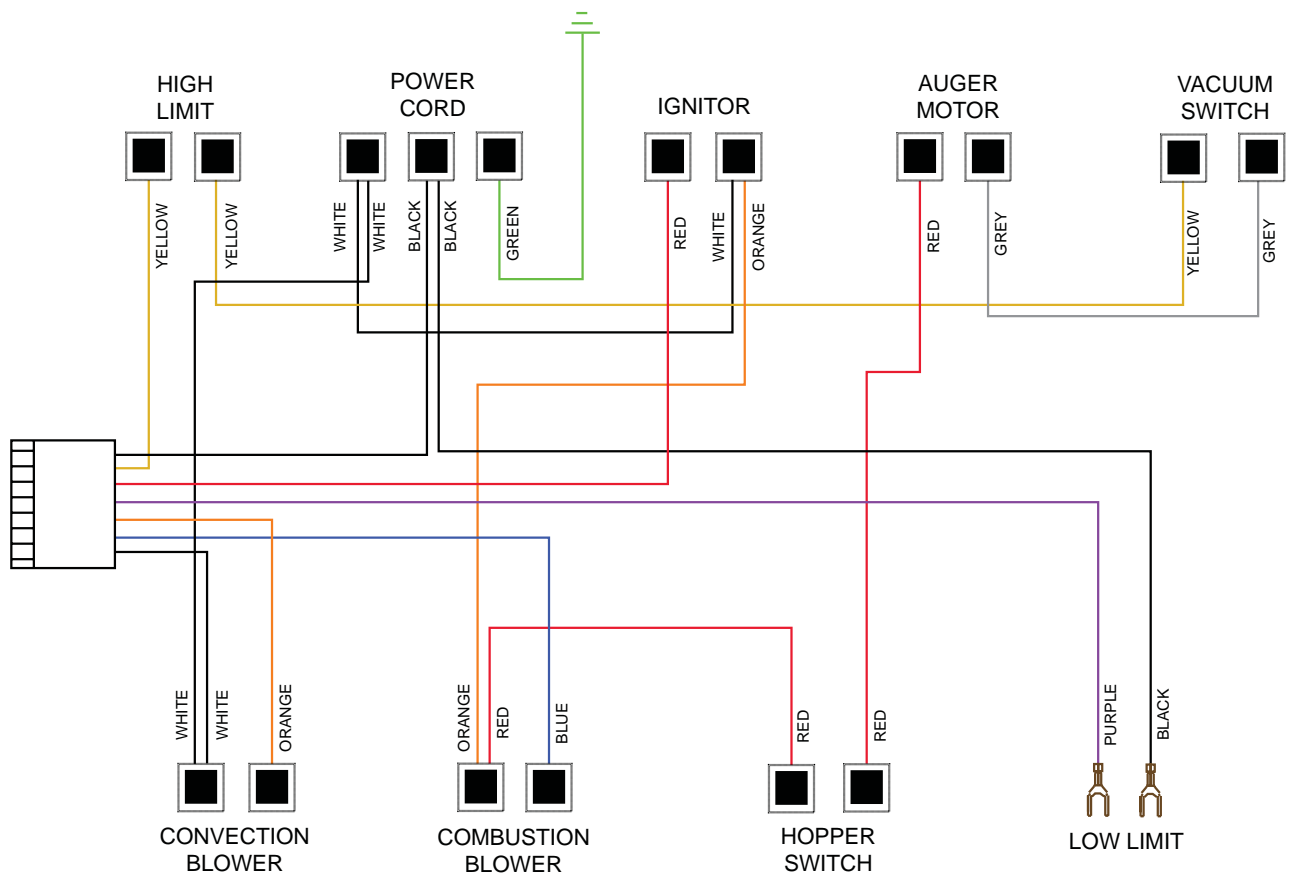 HIGH
LIMIT
POWER
CORD
IGNITOR
AUGER
MOTOR
VACUUM
SWITCH
YELLOW
YELLOW
WHITE
WHITE
BLACK
BLACK
GREEN
RED
WHITE
ORANGE
RED
GREY
YELLOW
GREY
WHITE
WHITE
ORANGE
ORANGE
RED
BLUE
RED
RED
PURPLE
BLACK
CONVECTION
BLOWER
COMBUSTION
BLOWER
HOPPER
SWITCH
LOW LIMIT